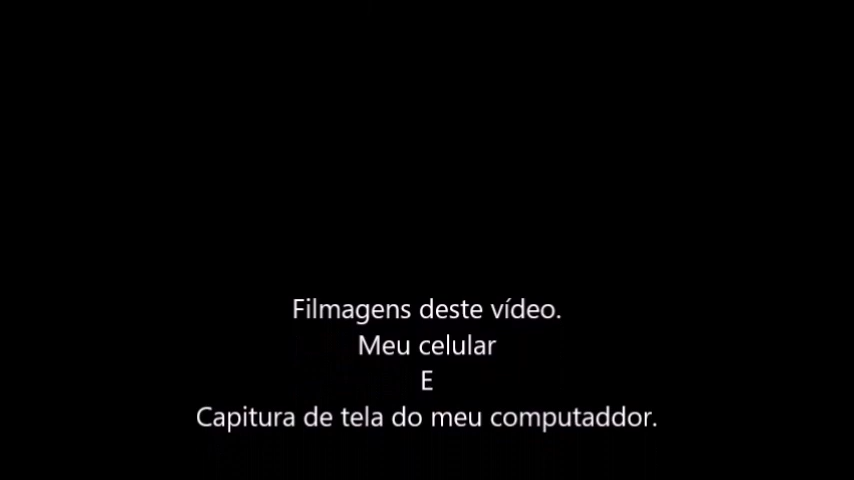 Filmagens deste vídeo.
Meu celular
E
Capitura de tela do meu computaddor.